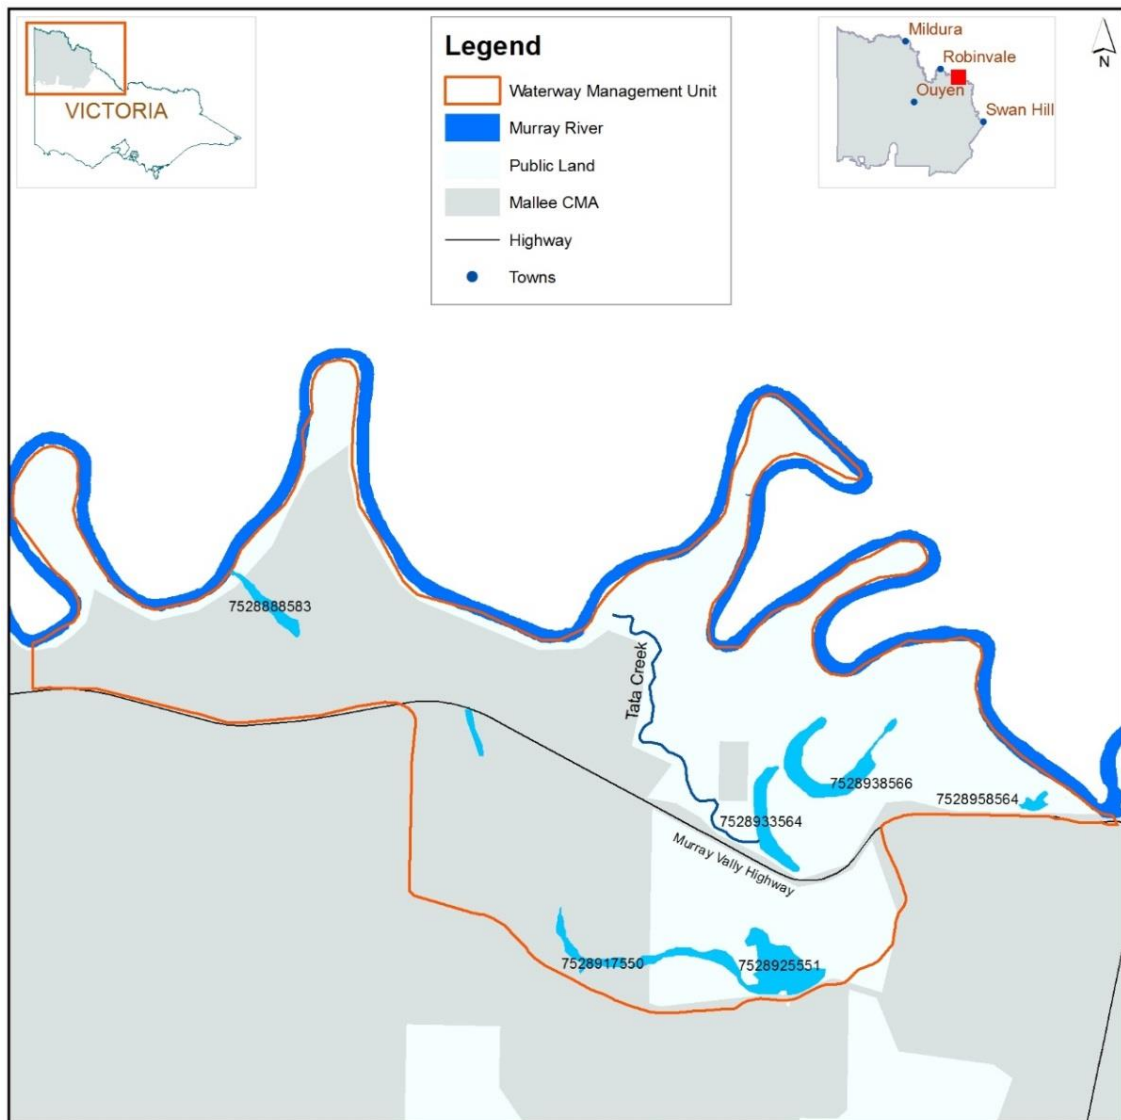 VICTORIA
Legend
Waterway Management Unit
Murray River
Public Land
Mallee CMA
Highway
Towns
Mildura
Robinvale
Ouyen
Swan Hill
N
7528888583
Tata Creek
7528938566
7528958564
7528933564
Murray Vally Highway
7528917550
7528925551